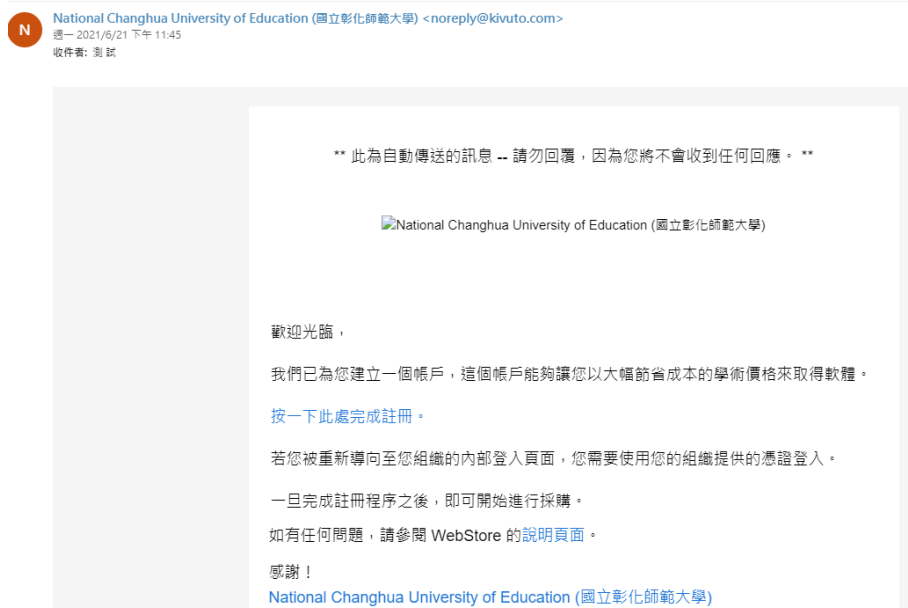 N
National Changhua University of Education (國立彰化師範大學) <noreply@kivuto.com>
週一 2021/6/21 下午 11:45
收件者: 測 試
** 此為自動傳送的訊息 -- 請勿回覆，因為您將不會收到任何回應。 **
National Changhua University of Education (國立彰化師範大學)
歡迎光臨，
我們已為您建立一個帳戶，這個帳戶能夠讓您以大幅節省成本的學術價格來取得軟體。
按一下此處完成註冊。
若您被重新導向至您組織的內部登入頁面，您需要使用您的組織提供的憑證登入。
一旦完成註冊程序之後，即可開始進行採購。
如有任何問題，請參閱 WebStore 的說明頁面。
感謝！
National Changhua University of Education (國立彰化師範大學)